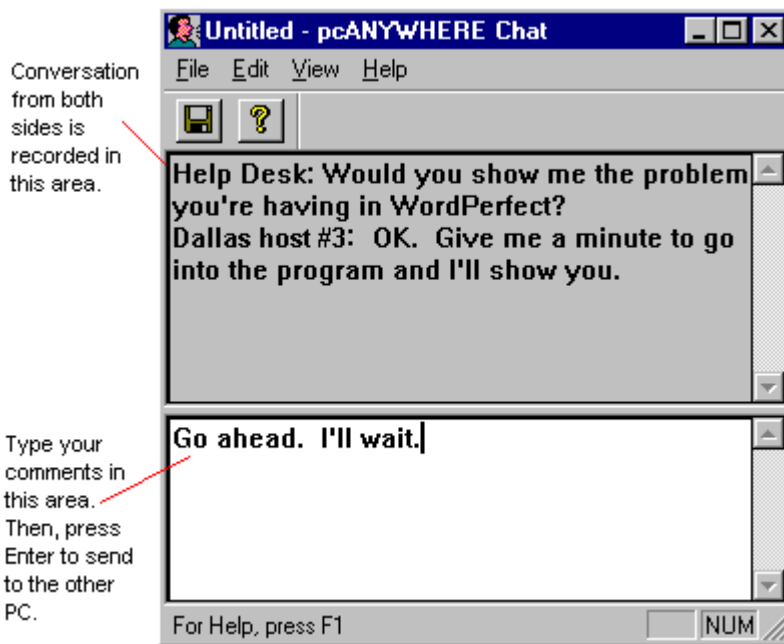 Untitled - pcANYWHERE Chat
File Edit View Help
Conversation
from both
sides is
recorded in
this area.
Help Desk: Would you show me the problem
you're having in WordPerfect?
Dallas host #3:  OK.  Give me a minute to go
into the program and I'll show you.
Type your
comments in
this area.
Then, press
Enter to send
to the other
PC.
Go ahead.  I'll wait.
For Help, press F1
NUM